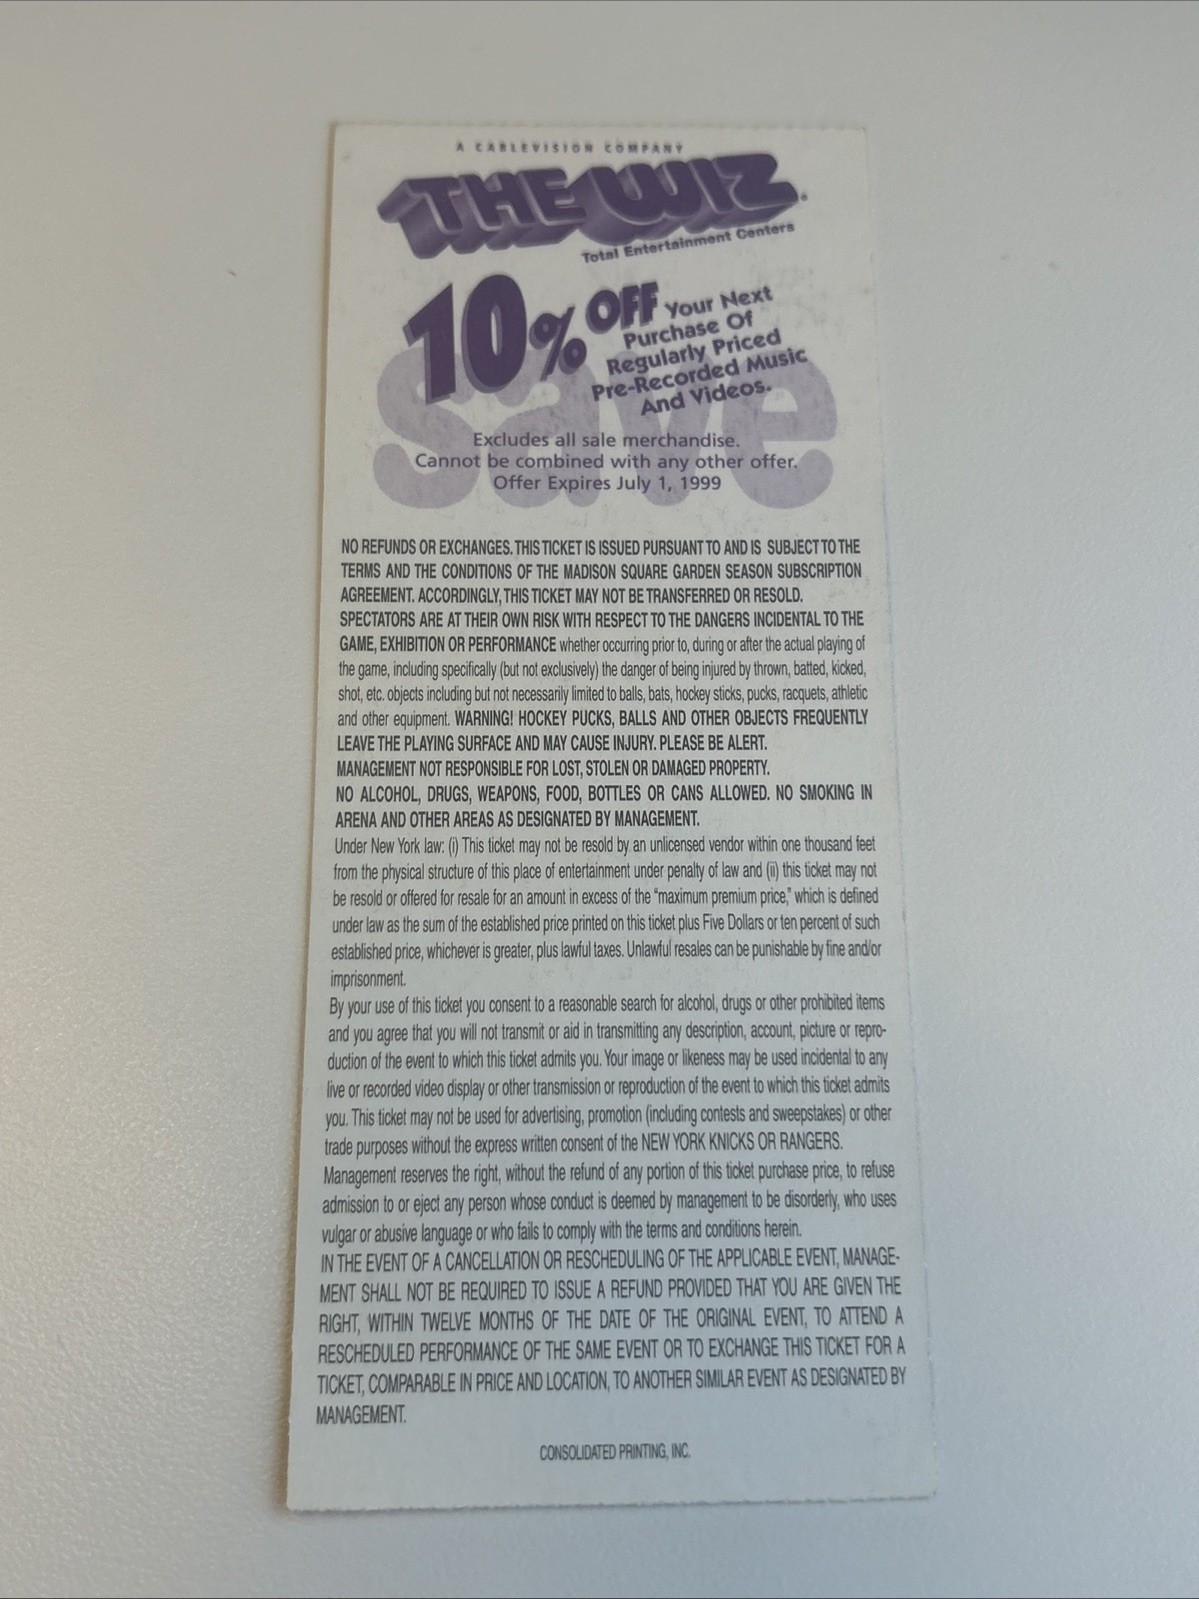 A CABLEVISION COMPANY
THE WIZ.
Total Entertainment Centers
10% OFF Your Next
Purchase Of
Regularly Priced
Pre-Recorded Music
And Videos.
save
Excludes all sale merchandise.
Cannot be combined with any other offer.
Offer Expires July 1, 1999
NO REFUNDS OR EXCHANGES. THIS TICKET IS ISSUED PURSUANT TO AND IS SUBJECT TO THE
TERMS AND THE CONDITIONS OF THE MADISON SQUARE GARDEN SEASON SUBSCRIPTION
AGREEMENT. ACCORDINGLY, THIS TICKET MAY NOT BE TRANSFERRED OR RESOLD.
SPECTATORS ARE AT THEIR OWN RISK WITH RESPECT TO THE DANGERS INCIDENTAL TO THE
GAME, EXHIBITION OR PERFORMANCE whether occurring prior to, during or after the actual playing of
the game, including specifically (but not exclusively) the danger of being injured by thrown, batted, kicked,
shot, etc. objects including but not necessarily limited to balls, bats, hockey sticks, pucks, racquets, athletic
and other equipment. WARNING! HOCKEY PUCKS, BALLS AND OTHER OBJECTS FREQUENTLY
LEAVE THE PLAYING SURFACE AND MAY CAUSE INJURY. PLEASE BE ALERT.
MANAGEMENT NOT RESPONSIBLE FOR LOST, STOLEN OR DAMAGED PROPERTY.
NO ALCOHOL, DRUGS, WEAPONS, FOOD, BOTTLES OR CANS ALLOWED. NO SMOKING IN
ARENA AND OTHER AREAS AS DESIGNATED BY MANAGEMENT.
Under New York law: (i) This ticket may not be resold by an unlicensed vendor within one thousand feet
from the physical structure of this place of entertainment under penalty of law and (ii) this ticket may not
be resold or offered for resale for an amount in excess of the "maximum premium price," which is defined
under law as the sum of the established price printed on this ticket plus Five Dollars or ten percent of such
established price, whichever is greater, plus lawful taxes. Unlawful resales can be punishable by fine and/or
imprisonment.
By your use of this ticket you consent to a reasonable search for alcohol, drugs or other prohibited items
and you agree that you will not transmit or aid in transmitting any description, account, picture or repro-
duction of the event to which this ticket admits you. Your image or likeness may be used incidental to any
live or recorded video display or other transmission or reproduction of the event to which this ticket admits
you. This ticket may not be used for advertising, promotion (including contests and sweepstakes) or other
trade purposes without the express written consent of the NEW YORK KNICKS OR RANGERS.
Management reserves the right, without the refund of any portion of this ticket purchase price, to refuse
admission to or eject any person whose conduct is deemed by management to be disorderly, who uses
vulgar or abusive language or who fails to comply with the terms and conditions herein.
IN THE EVENT OF A CANCELLATION OR RESCHEDULING OF THE APPLICABLE EVENT, MANAGE-
MENT SHALL NOT BE REQUIRED TO ISSUE A REFUND PROVIDED THAT YOU ARE GIVEN THE
RIGHT, WITHIN TWELVE MONTHS OF THE DATE OF THE ORIGINAL EVENT, TO ATTEND A
RESCHEDULED PERFORMANCE OF THE SAME EVENT OR TO EXCHANGE THIS TICKET FOR A
TICKET, COMPARABLE IN PRICE AND LOCATION, TO ANOTHER SIMILAR EVENT AS DESIGNATED BY
MANAGEMENT.
CONSOLIDATED PRINTING, INC.